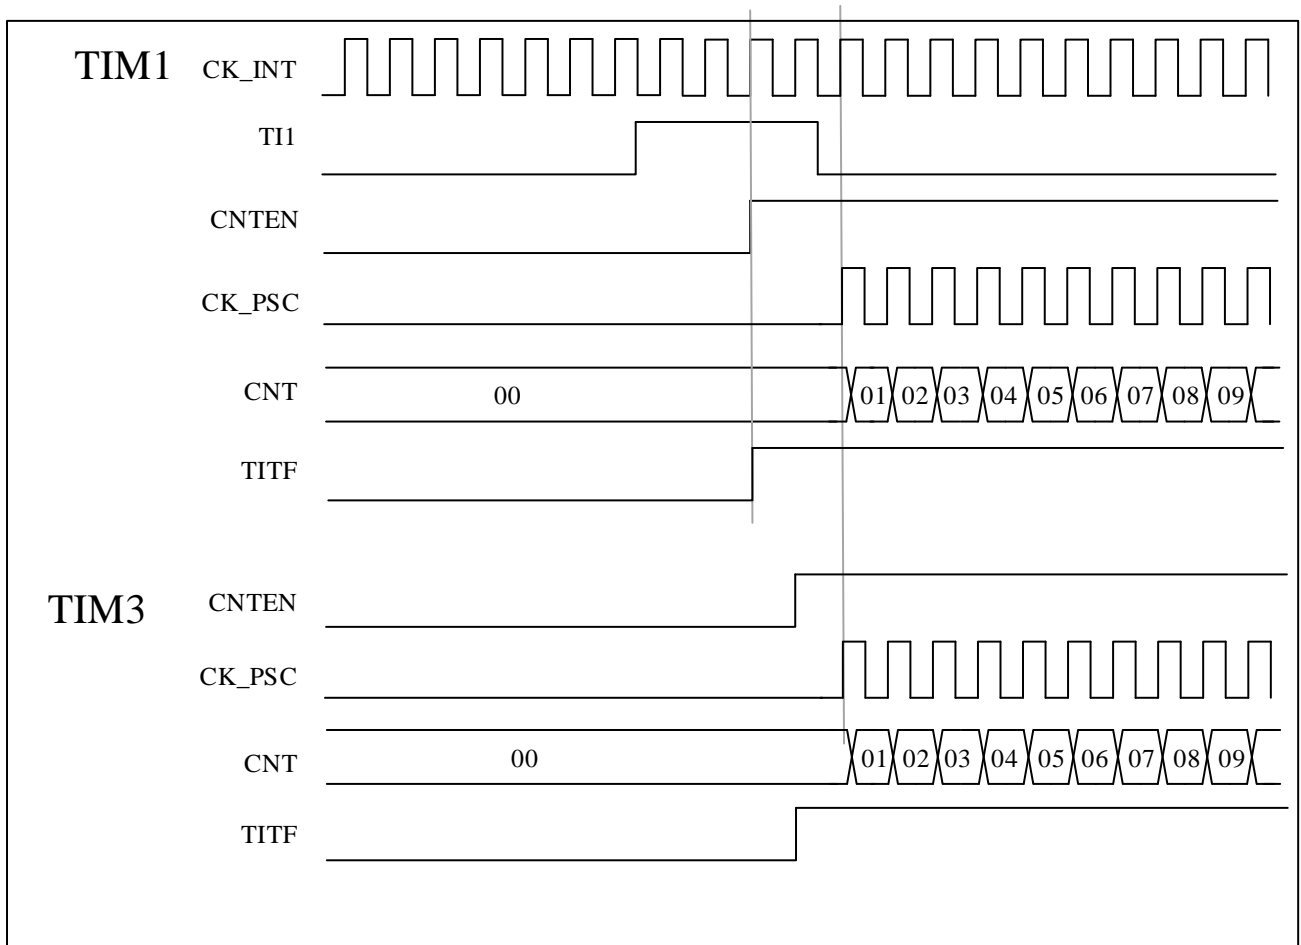 TIM1 CK_INT
TI1
CNTEN
CK_PSC
CNT 00 01 02 03 04 05 06 07 08 09
TITF
TIM3 CNTEN
CK_PSC
CNT 00 01 02 03 04 05 06 07 08 09
TITF